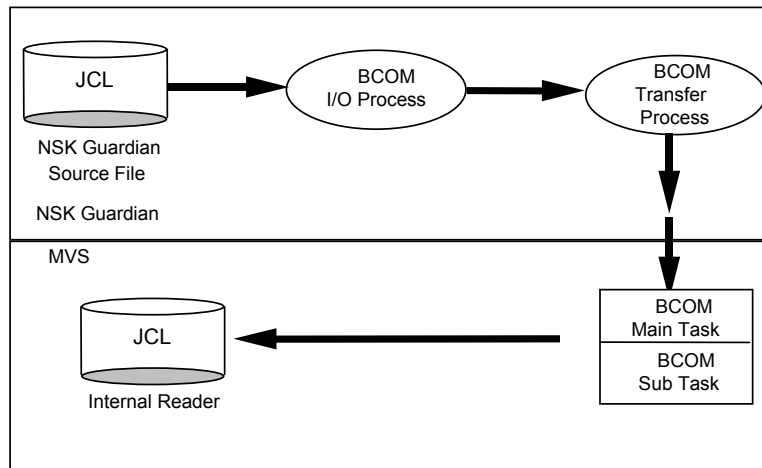 JCL
NSK Guardian
Source File
BCOM
I/O Process
BCOM
Transfer
Process
NSK Guardian
MVS
JCL
Internal Reader
BCOM
Main Task
BCOM
Sub Task